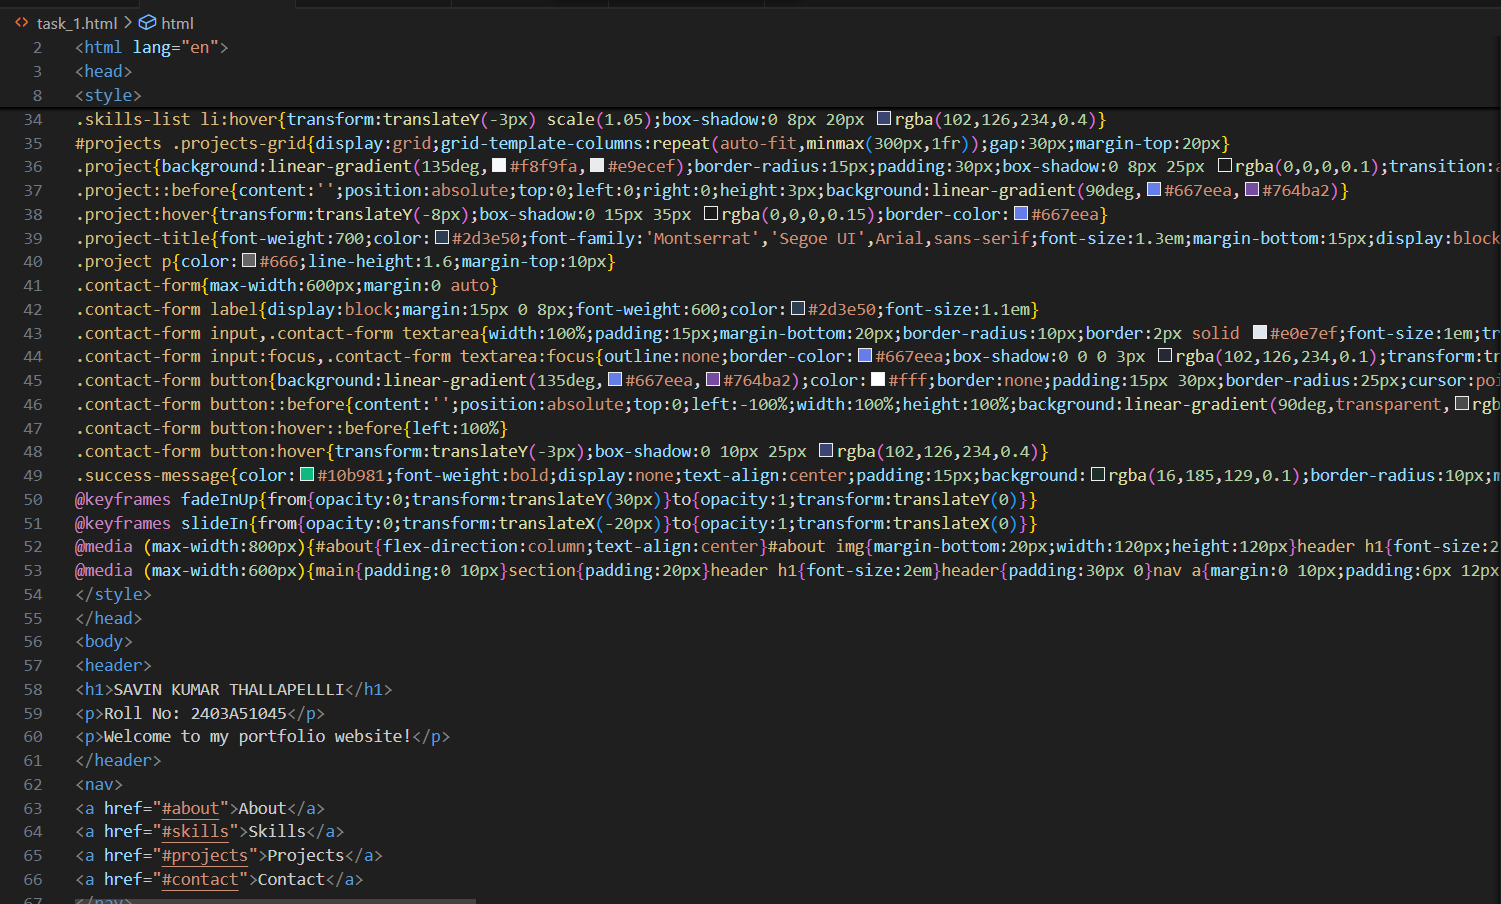 task_1.html > html
2 <html lang="en">
3 <head>
8 <style>
34 .skills-list li:hover{transform:translateY(-3px) scale(1.05);box-shadow:0 8px 20px rgba(102,126,234,0.4)}
35 #projects .projects-grid{display:grid;grid-template-columns:repeat(auto-fit,minmax(300px,1fr));gap:30px;margin-top:20px}
36 .project{background:linear-gradient(135deg,#f8f9fa,#e9ecef);border-radius:15px;padding:30px;box-shadow:0 8px 25px rgba(0,0,0,0.1);transition:a
37 .project::before{content:'';position:absolute;top:0;left:0;right:0;height:3px;background:linear-gradient(90deg,#667eea,#764ba2)}
38 .project:hover{transform:translateY(-8px);box-shadow:0 15px 35px rgba(0,0,0,0.15);border-color:#667eea}
39 .project-title{font-weight:700;color:#2d3e50;font-family:'Montserrat','Segoe UI',Arial,sans-serif;font-size:1.3em;margin-bottom:15px;display:block
40 .project p{color:#666;line-height:1.6;margin-top:10px}
41 .contact-form{max-width:600px;margin:0 auto}
42 .contact-form label{display:block;margin:15px 0 8px;font-weight:600;color:#2d3e50;font-size:1.1em}
43 .contact-form input,.contact-form textarea{width:100%;padding:15px;margin-bottom:20px;border-radius:10px;border:2px solid #e0e7ef;font-size:1em;tr
44 .contact-form input:focus,.contact-form textarea:focus{outline:none;border-color:#667eea;box-shadow:0 0 0 3px rgba(102,126,234,0.1);transform:tr
45 .contact-form button{background:linear-gradient(135deg,#667eea,#764ba2);color:#fff;border:none;padding:15px 30px;border-radius:25px;cursor:poi
46 .contact-form button::before{content:'';position:absolute;top:0;left:-100%;width:100%;height:100%;background:linear-gradient(90deg,transparent,rgb
47 .contact-form button:hover::before{left:100%}
48 .contact-form button:hover{transform:translateY(-3px);box-shadow:0 10px 25px rgba(102,126,234,0.4)}
49 .success-message{color:#10b981;font-weight:bold;display:none;text-align:center;padding:15px;background:rgba(16,185,129,0.1);border-radius:10px;m
50 @keyframes fadeInUp{from{opacity:0;transform:translateY(30px)}to{opacity:1;transform:translateY(0)}}
51 @keyframes slideIn{from{opacity:0;transform:translateX(-20px)}to{opacity:1;transform:translateX(0)}}
52 @media (max-width:800px){#about{flex-direction:column;text-align:center}#about img{margin-bottom:20px;width:120px;height:120px}header h1{font-size:2
53 @media (max-width:600px){main{padding:0 10px}section{padding:20px}header h1{font-size:2em}header{padding:30px 0}nav a{margin:0 10px;padding:6px 12px
54 </style>
55 </head>
56 <body>
57 <header>
58 <h1>SAVIN KUMAR THALLAPELLLI</h1>
59 <p>Roll No: 2403A51045</p>
60 <p>Welcome to my portfolio website!</p>
61 </header>
62 <nav>
63 <a href="#about">About</a>
64 <a href="#skills">Skills</a>
65 <a href="#projects">Projects</a>
66 <a href="#contact">Contact</a>
67 </nav>